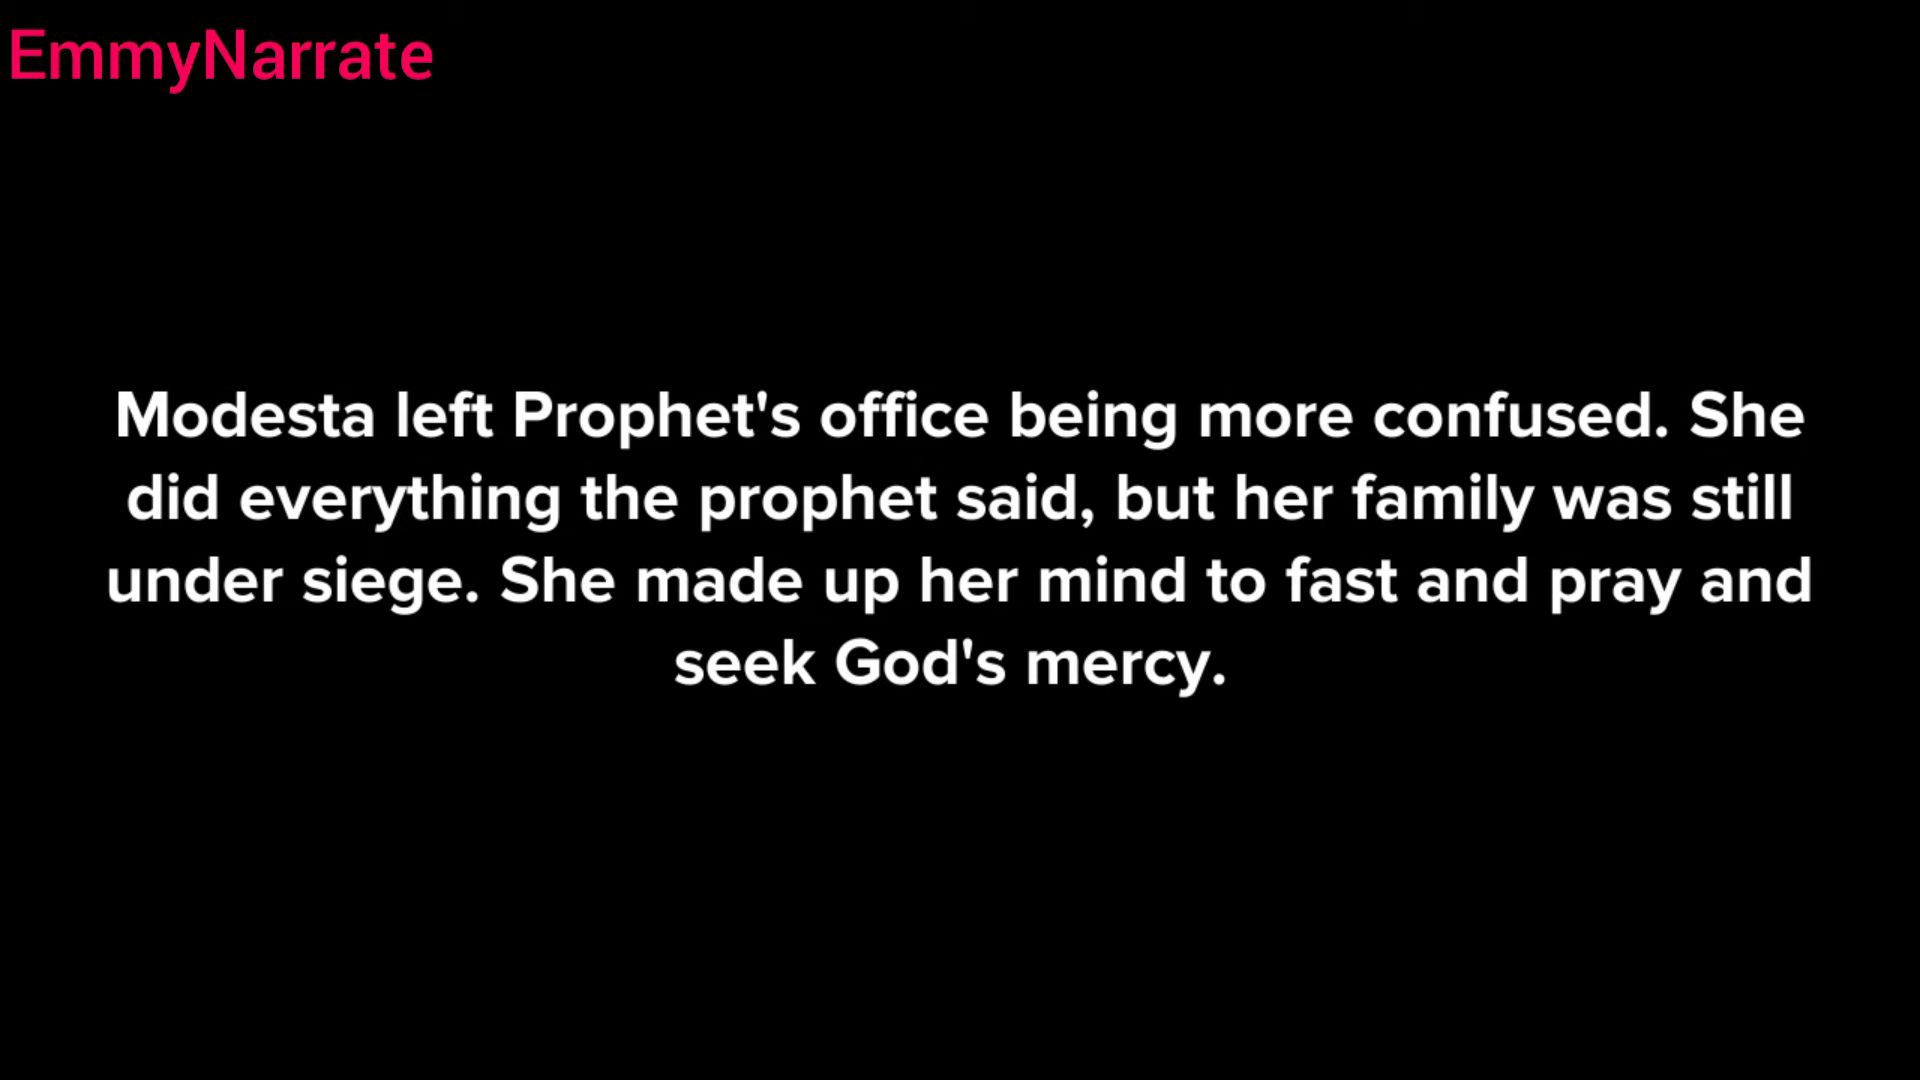 EmmyNarrate
Modesta left Prophet's office being more confused. She
did everything the prophet said, but her family was still
under siege. She made up her mind to fast and pray and
seek God's mercy.